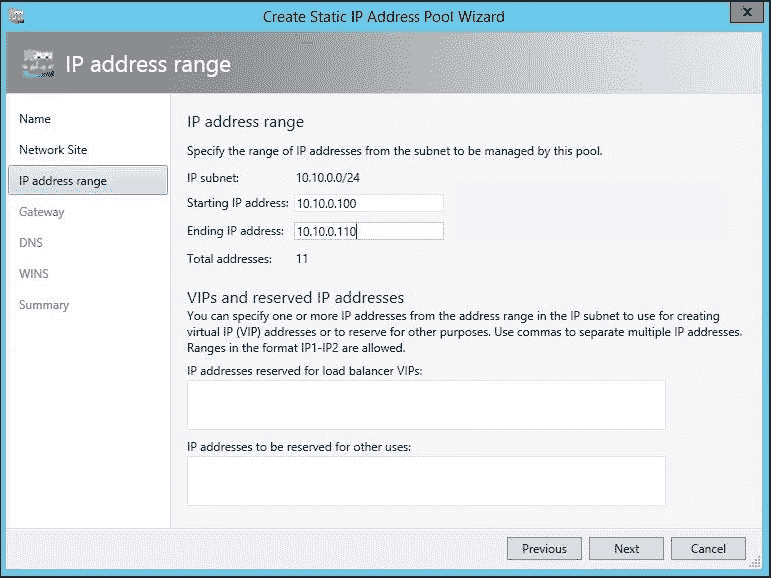 Create Static IP Address Pool Wizard
x
IP address range
Name
Network Site
IP address range
Gateway
DNS
WINS
Summary
IP address range
Specify the range of IP addresses from the subnet to be managed by this pool.
IP subnet: 10.10.0.0/24
Starting IP address: 10.10.0.100
Ending IP address: 10.10.0.110
Total addresses: 11
VIPs and reserved IP addresses
You can specify one or more IP addresses from the address range in the IP subnet to use for creating
virtual IP (VIP) addresses or to reserve for other purposes. Use commas to separate multiple IP addresses.
Ranges in the format IP1-IP2 are allowed.
IP addresses reserved for load balancer VIPs:
IP addresses to be reserved for other uses:
Previous Next Cancel